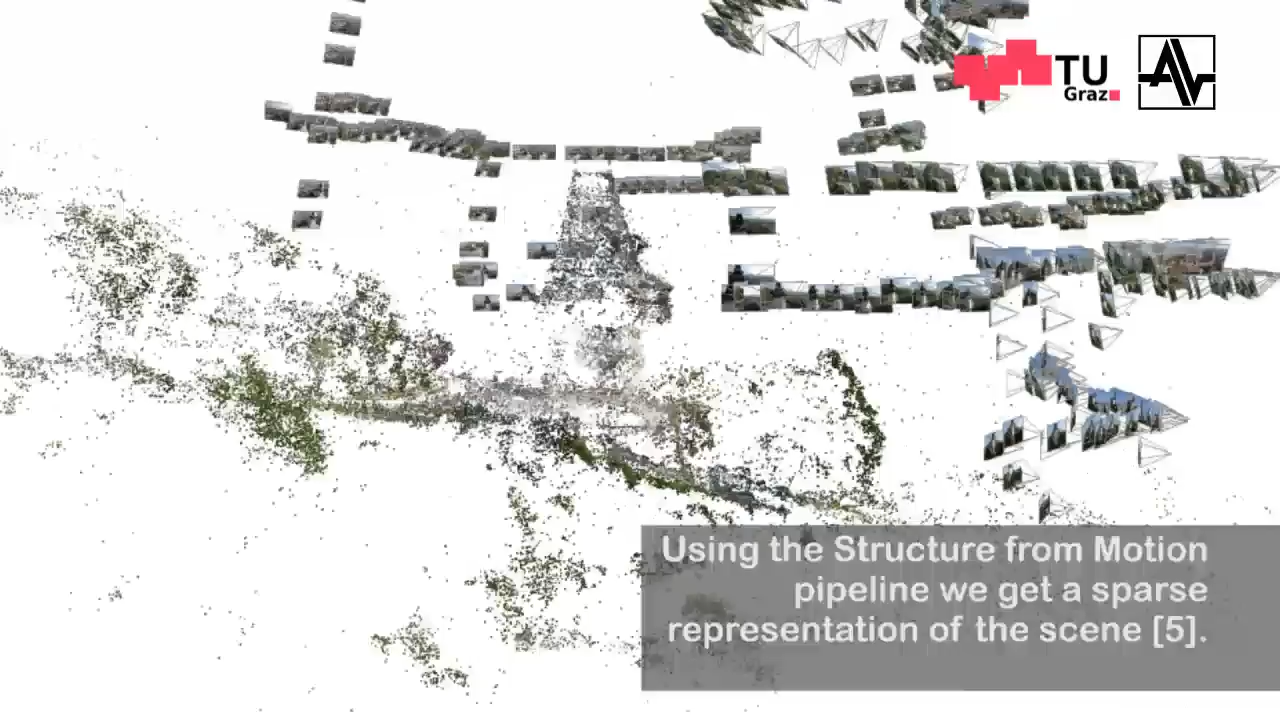 TU
Graz
Using the Structure from Motion
pipeline we get a sparse
representation of the scene [5].